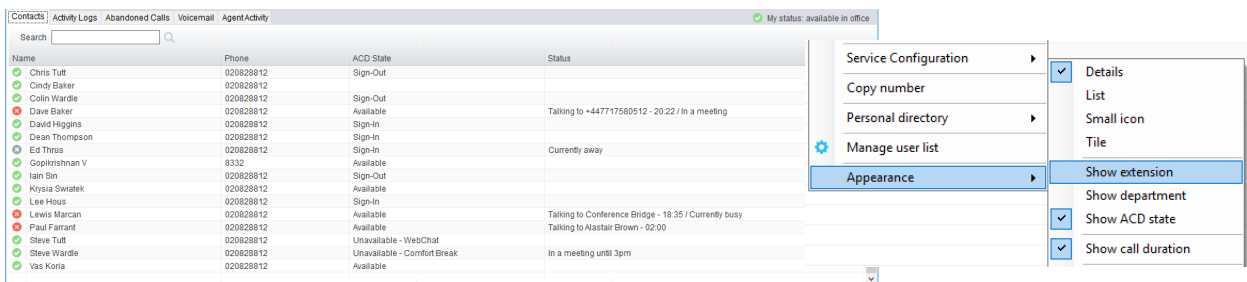 Contacts Activity Logs Abandoned Calls Voicemail Agent Activity My status: available in office
Search
Name Phone ACD State Status
Chris Tutt 020828812 Sign-Out
Cindy Baker 020828812
Colin Wardle 020828812 Sign-Out
Dave Baker 020828812 Available Talking to +447717580512 - 20:22 / In a meeting
David Higgins 020828812 Sign-In
Dean Thompson 020828812 Sign-In
Ed Thrus 020828812 Sign-In Currently away
Gopikrishnan V 8332 Available
Iain Sin 020828812 Sign-Out
Krysia Swiatek 020828812 Available
Lee Hous 020828812 Sign-In
Lewis Marcan 020828812 Available Talking to Conference Bridge - 18:35 / Currently busy
Paul Farrant 020828812 Available Talking to Alastair Brown - 02:00
Steve Tutt 020828812 Unavailable - WebChat
Steve Wardle 020828812 Unavailable - Comfort Break In a meeting until 3pm
Vas Koria 020828812 Available
Service Configuration
Copy number
Personal directory
Manage user list
Appearance
Details
List
Small icon
Tile
Show extension
Show department
Show ACD state
Show call duration